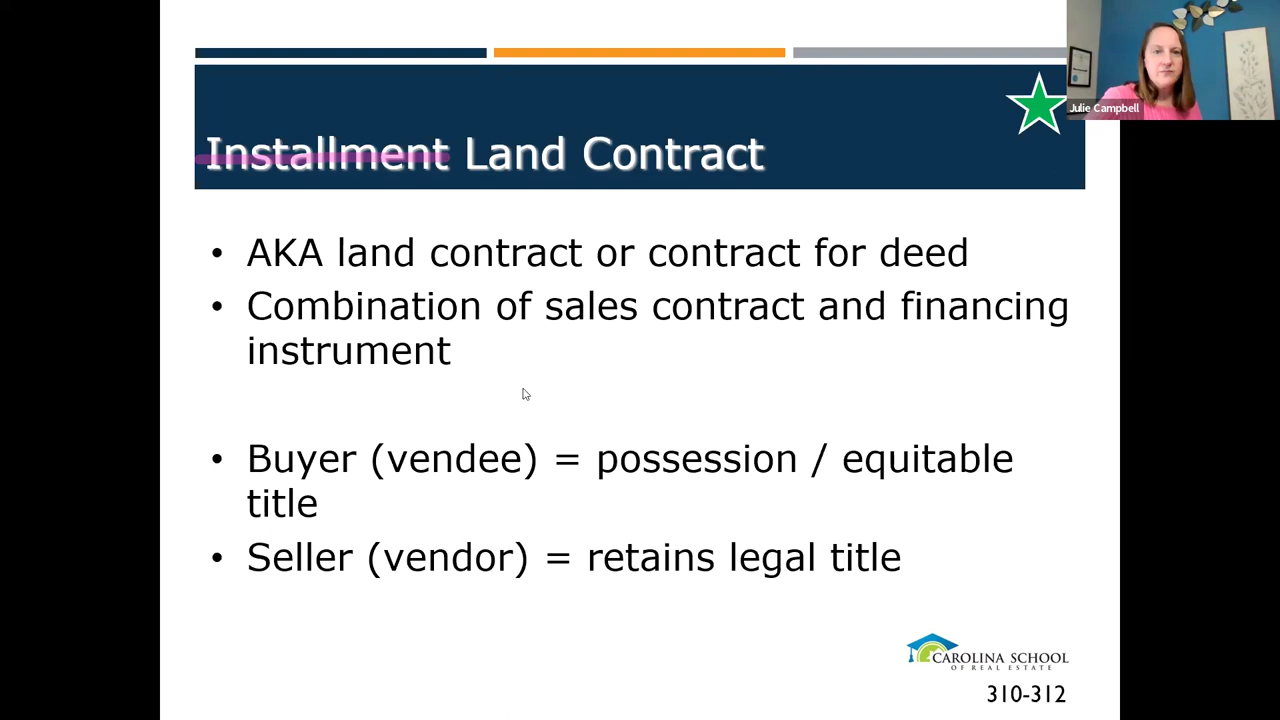 Julie Campbell
Installment Land Contract
• AKA land contract or contract for deed
• Combination of sales contract and financing
instrument
• Buyer (vendee) = possession / equitable
title
• Seller (vendor) = retains legal title
CAROLINA SCHOOL
OF REAL ESTATE
310-312